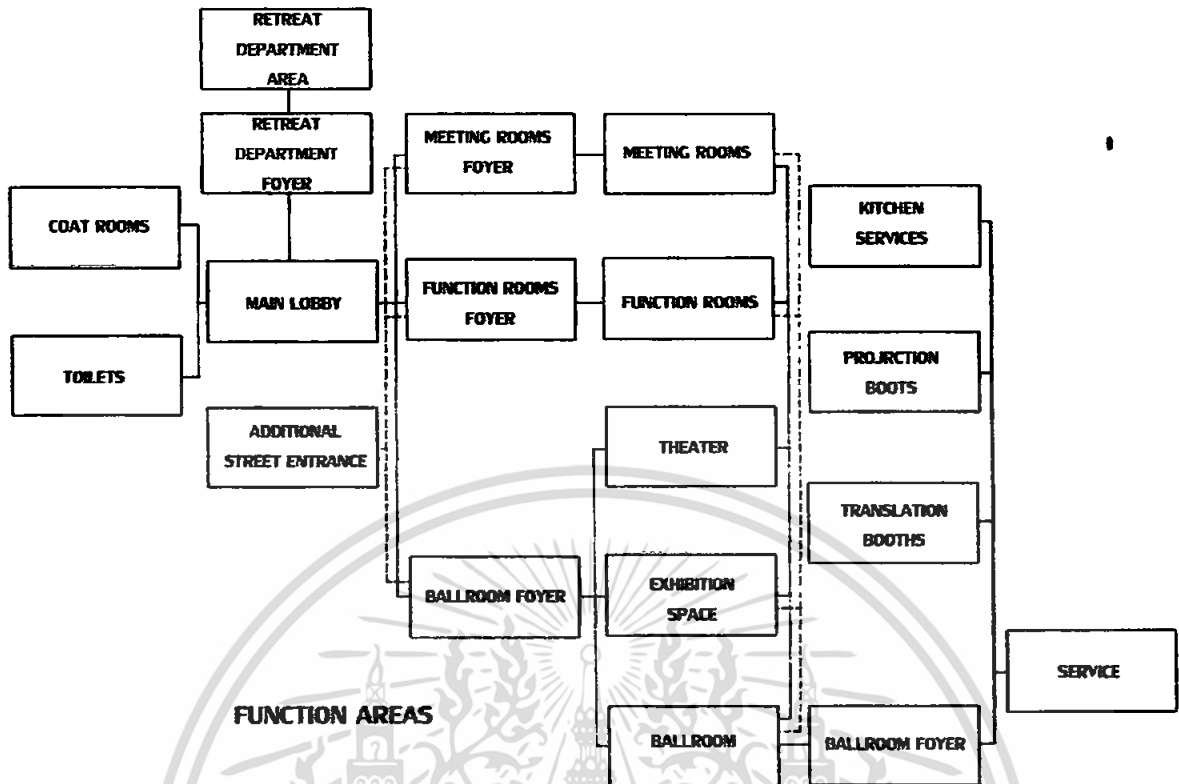 RETREAT
DEPARTMENT
AREA
RETREAT
DEPARTMENT
FOYER
MEETING ROOMS
FOYER
MEETING ROOMS
COAT ROOMS
KITCHEN
SERVICES
MAIN LOBBY
FUNCTION ROOMS
FOYER
FUNCTION ROOMS
TOILETS
PROJRCTION
BOOTS
ADDITIONAL
STREET ENTRANCE
THEATER
TRANSLATION
BOOTHS
BALLROOM FOYER
EXHIBITION
SPACE
SERVICE
FUNCTION AREAS
BALLROOM
BALLROOM FOYER